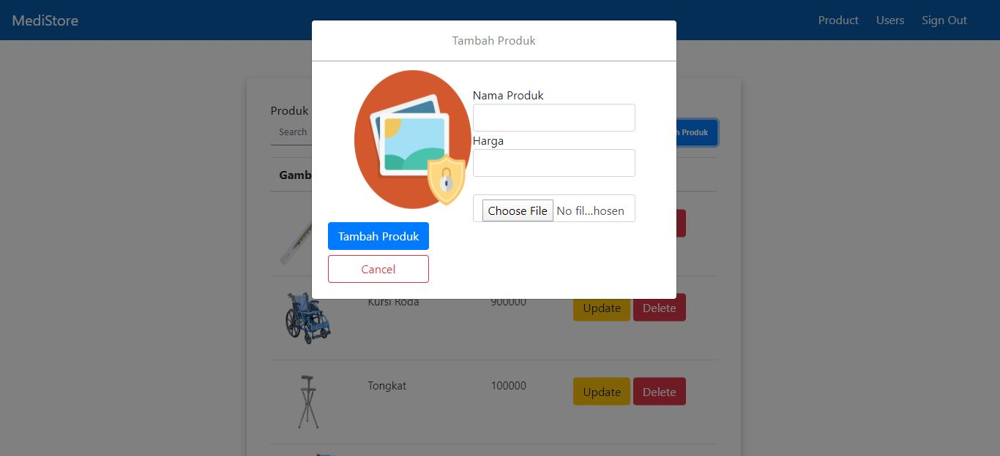 MediStore
Product Users Sign Out
Tambah Produk
Nama Produk
Harga
Choose File No fil...hosen
Tambah Produk
Cancel
Produk
Search
Produk
Kursi Roda 900000 Update Delete
Tongkat 100000 Update Delete